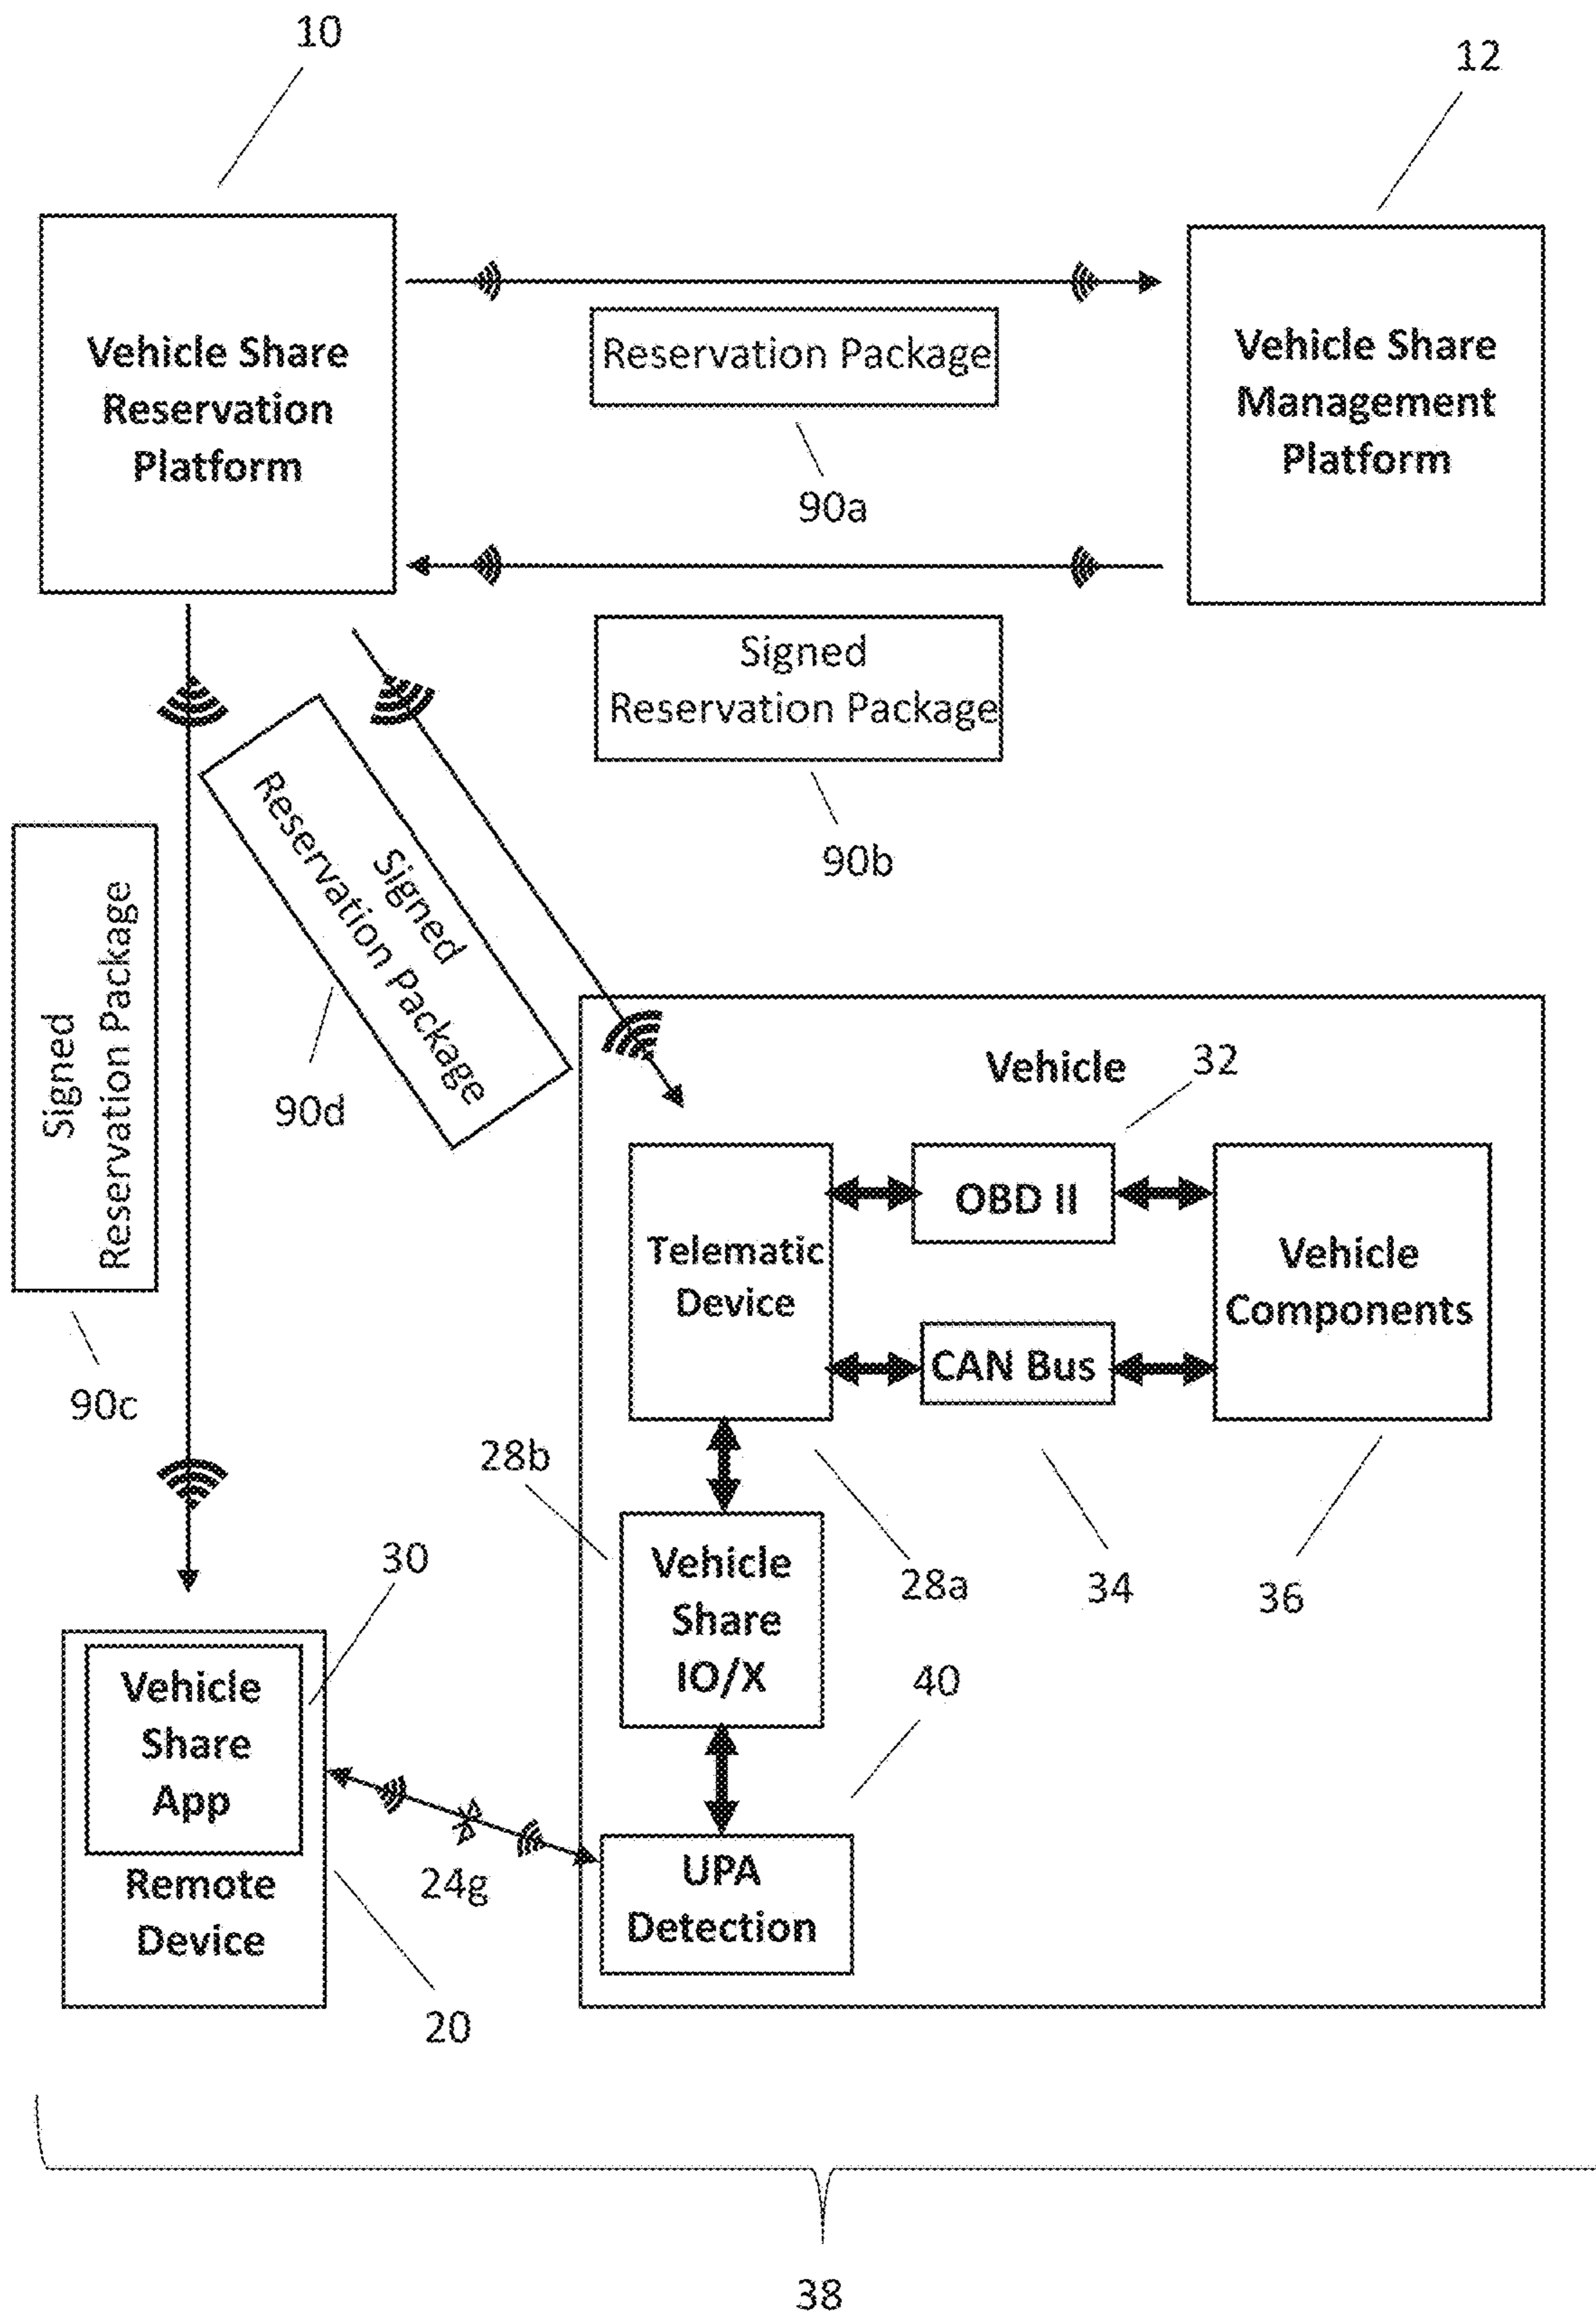 10
12
Vehicle Share
Reservation
Platform
Reservation Package
90a
Vehicle Share
Management
Platform
Signed
Reservation Package
90b
Signed
Reservation Package
90c
Signed
Reservation Package
90d
Vehicle
32
Telematic
Device
OBD II
CAN Bus
Vehicle
Components
28b
28a
34
36
Vehicle
Share
IO/X
30
40
Vehicle
Share
App
Remote
Device
24g
UPA
Detection
20
38